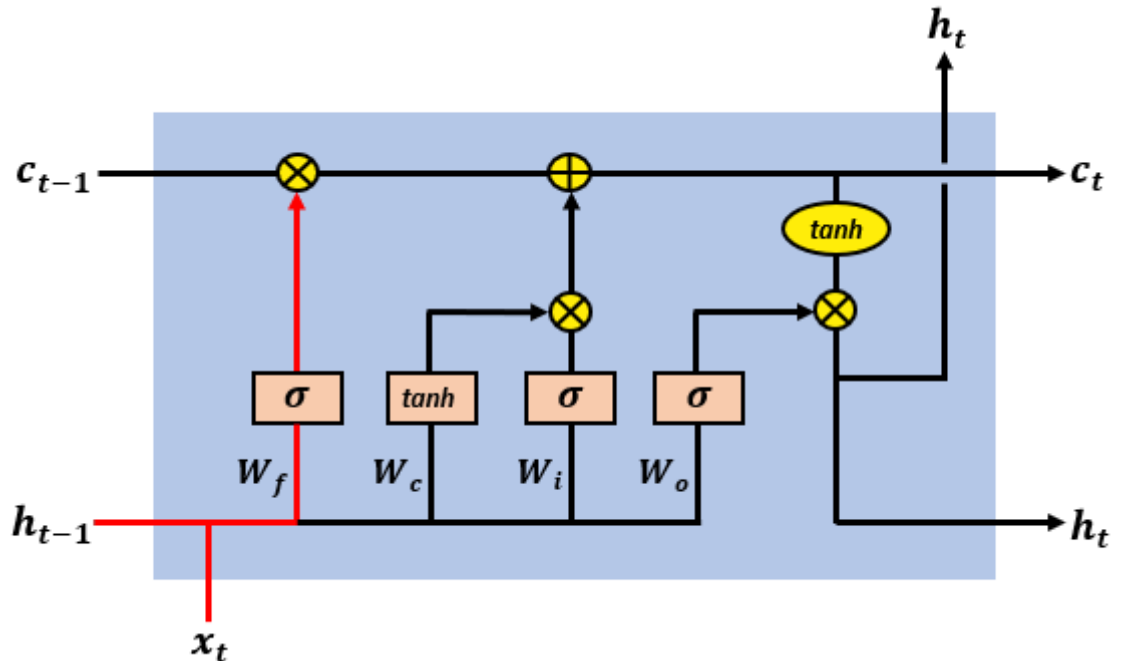 h_t
c_{t-1}
c_t
tanh
σ tanh σ σ
W_f W_c W_i W_o
h_{t-1}
h_t
x_t